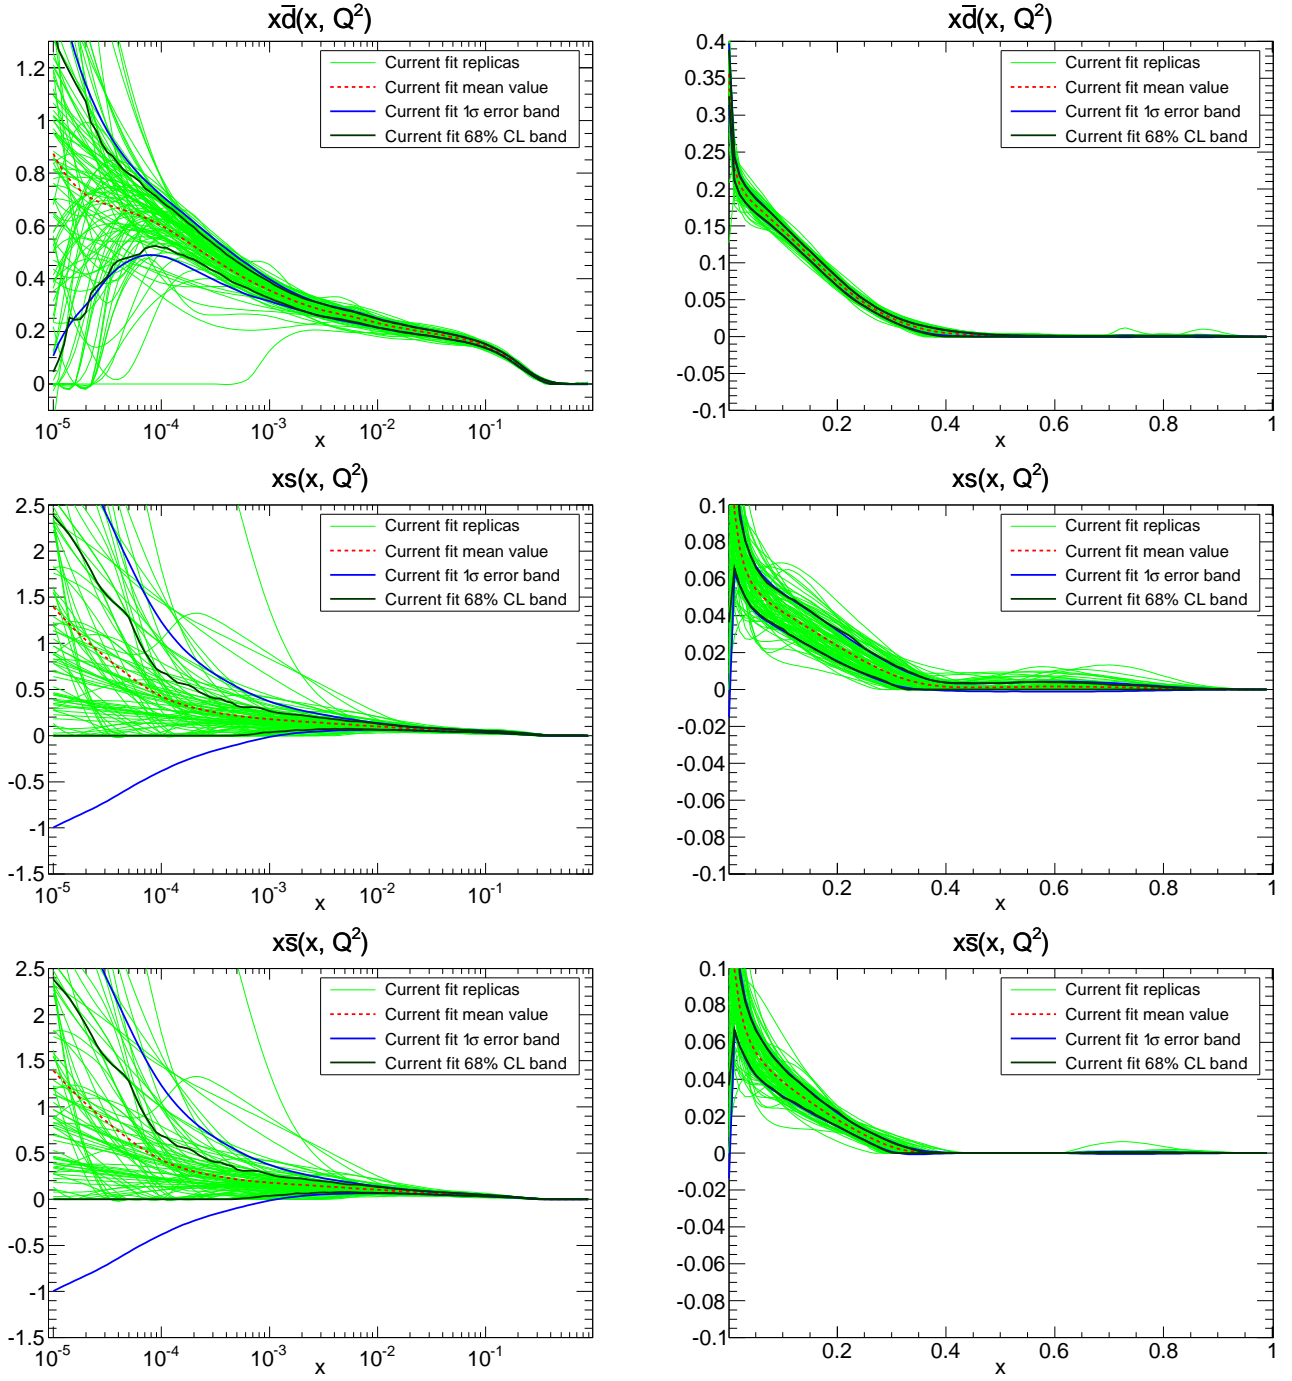 xd̅(x, Q²)
Current fit replicas
Current fit mean value
Current fit 1σ error band
Current fit 68% CL band
1.2
1
0.8
0.6
0.4
0.2
0
10⁻⁵ 10⁻⁴ 10⁻³ 10⁻² 10⁻¹
x
xd̅(x, Q²)
Current fit replicas
Current fit mean value
Current fit 1σ error band
Current fit 68% CL band
0.4
0.35
0.3
0.25
0.2
0.15
0.1
0.05
0
-0.05
-0.1
0.2 0.4 0.6 0.8 1
x
xs(x, Q²)
Current fit replicas
Current fit mean value
Current fit 1σ error band
Current fit 68% CL band
2.5
2
1.5
1
0.5
0
-0.5
-1
-1.5
10⁻⁵ 10⁻⁴ 10⁻³ 10⁻² 10⁻¹
x
xs(x, Q²)
Current fit replicas
Current fit mean value
Current fit 1σ error band
Current fit 68% CL band
0.1
0.08
0.06
0.04
0.02
0
-0.02
-0.04
-0.06
-0.08
-0.1
0.2 0.4 0.6 0.8 1
x
xs̅(x, Q²)
Current fit replicas
Current fit mean value
Current fit 1σ error band
Current fit 68% CL band
2.5
2
1.5
1
0.5
0
-0.5
-1
-1.5
10⁻⁵ 10⁻⁴ 10⁻³ 10⁻² 10⁻¹
x
xs̅(x, Q²)
Current fit replicas
Current fit mean value
Current fit 1σ error band
Current fit 68% CL band
0.1
0.08
0.06
0.04
0.02
0
-0.02
-0.04
-0.06
-0.08
-0.1
0.2 0.4 0.6 0.8 1
x